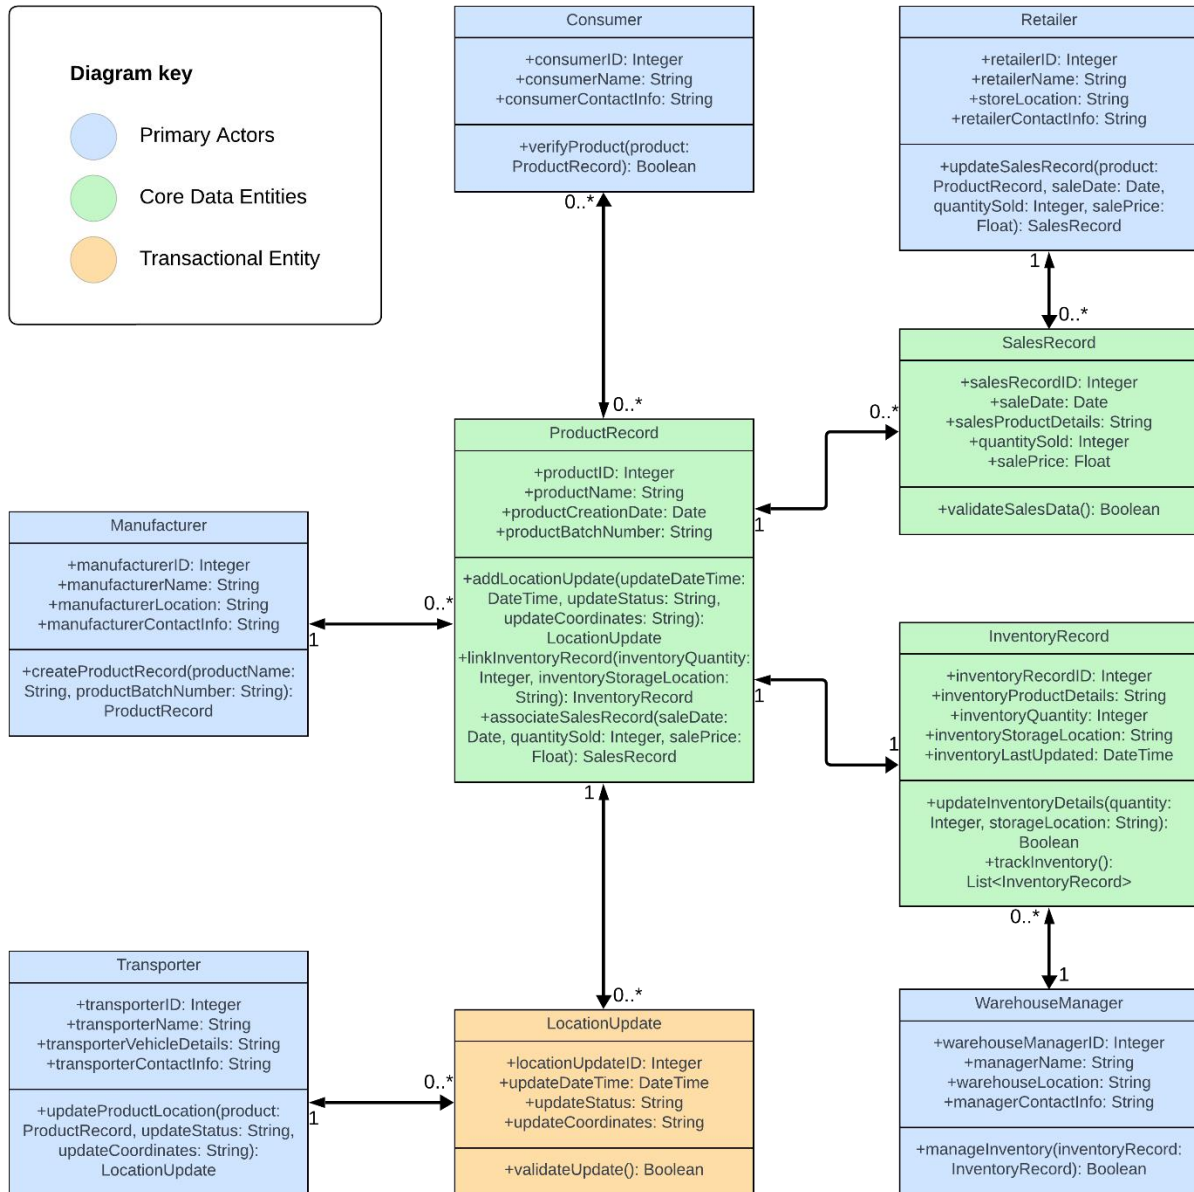 Diagram key
Primary Actors
Core Data Entities
Transactional Entity
Consumer
+consumerID: Integer
+consumerName: String
+consumerContactInfo: String
+verifyProduct(product:
ProductRecord): Boolean
0..*
0..*
Retailer
+retailerID: Integer
+retailerName: String
+storeLocation: String
+retailerContactInfo: String
+updateSalesRecord(product:
ProductRecord, saleDate: Date,
quantitySold: Integer, salePrice:
Float): SalesRecord
1
0..*
SalesRecord
+salesRecordID: Integer
+saleDate: Date
+salesProductDetails: String
+quantitySold: Integer
+salePrice: Float
+validateSalesData(): Boolean
0..*
1
ProductRecord
+productID: Integer
+productName: String
+productCreationDate: Date
+productBatchNumber: String
+addLocationUpdate(updateDateTime:
DateTime, updateStatus: String,
updateCoordinates: String):
LocationUpdate
+linkInventoryRecord(inventoryQuantity:
Integer, inventoryStorageLocation:
String): InventoryRecord
+associateSalesRecord(saleDate:
Date, quantitySold: Integer, salePrice:
Float): SalesRecord
Manufacturer
+manufacturerID: Integer
+manufacturerName: String
+manufacturerLocation: String
+manufacturerContactInfo: String
+createProductRecord(productName:
String, productBatchNumber: String):
ProductRecord
1
0..*
InventoryRecord
+inventoryRecordID: Integer
+inventoryProductDetails: String
+inventoryQuantity: Integer
+inventoryStorageLocation: String
+inventoryLastUpdated: DateTime
+updateInventoryDetails(quantity:
Integer, storageLocation: String):
Boolean
+trackInventory():
List<InventoryRecord>
1
1
1
0..*
0..*
1
Transporter
+transporterID: Integer
+transporterName: String
+transporterVehicleDetails: String
+transporterContactInfo: String
+updateProductLocation(product:
ProductRecord, updateStatus: String,
updateCoordinates: String):
LocationUpdate
1
0..*
LocationUpdate
+locationUpdateID: Integer
+updateDateTime: DateTime
+updateStatus: String
+updateCoordinates: String
+validateUpdate(): Boolean
WarehouseManager
+warehouseManagerID: Integer
+managerName: String
+warehouseLocation: String
+managerContactInfo: String
+manageInventory(inventoryRecord:
InventoryRecord): Boolean